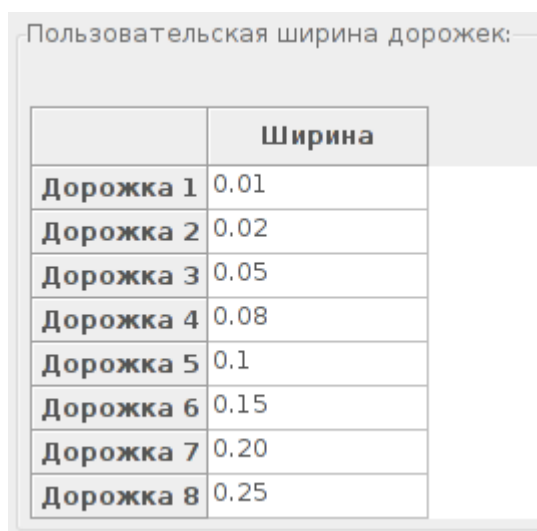 Пользовательская ширина дорожек:
Ширина
Дорожка 1 0.01
Дорожка 2 0.02
Дорожка 3 0.05
Дорожка 4 0.08
Дорожка 5 0.1
Дорожка 6 0.15
Дорожка 7 0.20
Дорожка 8 0.25